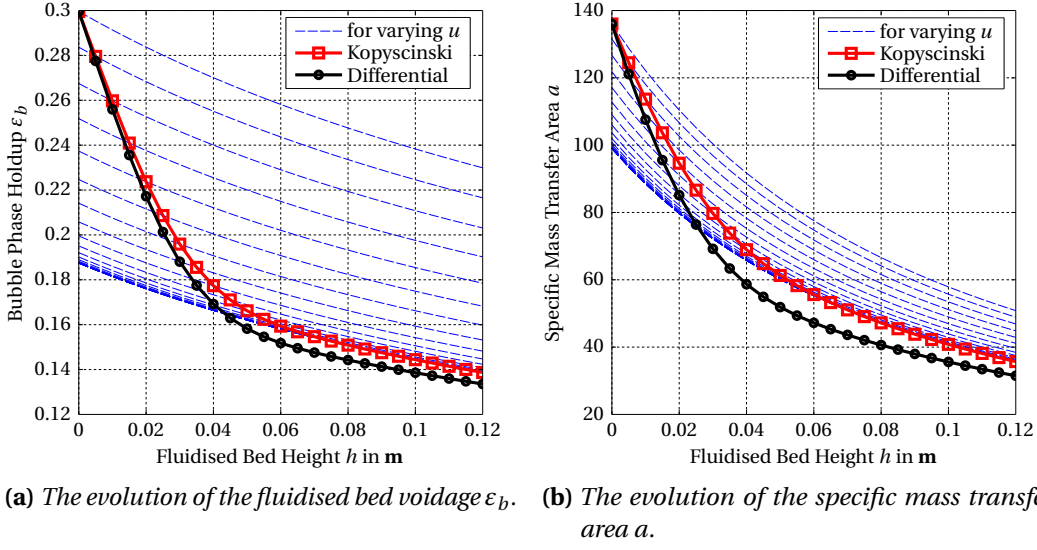 0.3
0.28
0.26
0.24
0.22
0.2
0.18
0.16
0.14
0.12
Bubble Phase Holdup εb
for varying u
Kopyscinski
Differential
0 0.02 0.04 0.06 0.08 0.10 0.12
Fluidised Bed Height h in m
(a) The evolution of the fluidised bed voidage εb.
140
120
100
80
60
40
20
Specific Mass Transfer Area a
for varying u
Kopyscinski
Differential
0 0.02 0.04 0.06 0.08 0.10 0.12
Fluidised Bed Height h in m
(b) The evolution of the specific mass transfe
area a.